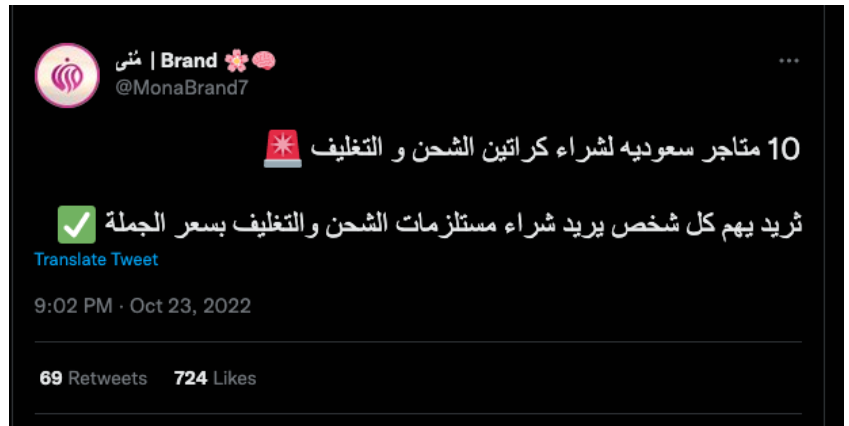 مُنى | Brand 🌸🧠
@MonaBrand7
10 متاجر سعوديه لشراء كراتين الشحن و التغليف 🚨
ثريد يهم كل شخص يريد شراء مستلزمات الشحن والتغليف بسعر الجملة ✅
Translate Tweet
9:02 PM · Oct 23, 2022
69 Retweets 724 Likes